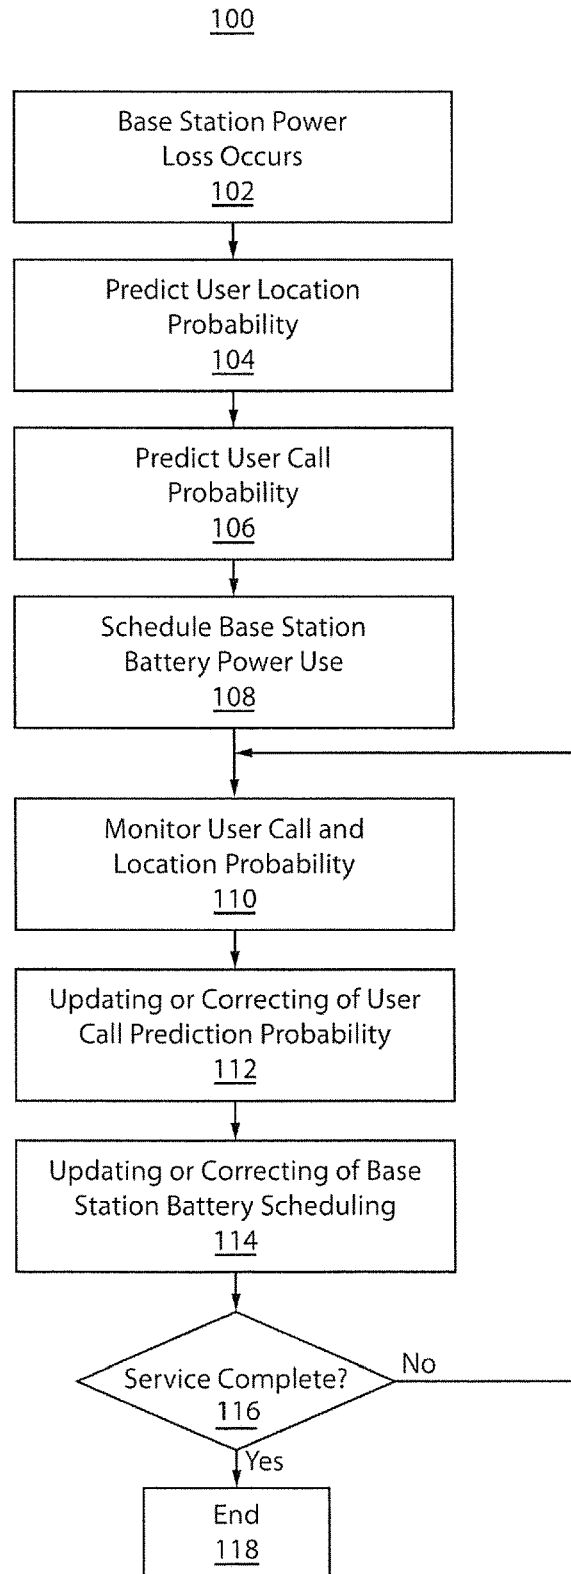 100
Base Station Power
Loss Occurs
102
Predict User Location
Probability
104
Predict User Call
Probability
106
Schedule Base Station
Battery Power Use
108
Monitor User Call and
Location Probability
110
Updating or Correcting of User
Call Prediction Probability
112
Updating or Correcting of Base
Station Battery Scheduling
114
Service Complete?
116
No
Yes
End
118